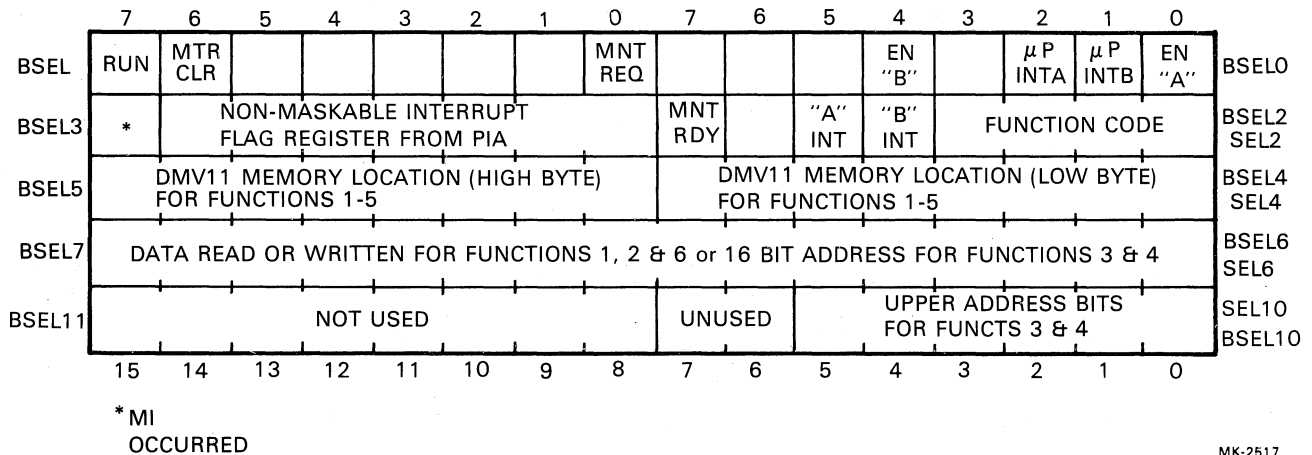 7 6 5 4 3 2 1 0 7 6 5 4 3 2 1 0
BSEL RUN MTR CLR MNT REQ EN "B" μP INTA μP INTB EN "A" BSELO
BSEL3 * NON-MASKABLE INTERRUPT FLAG REGISTER FROM PIA MNT RDY "A" INT "B" INT FUNCTION CODE BSEL2 SEL2
BSEL5 DMV11 MEMORY LOCATION (HIGH BYTE) FOR FUNCTIONS 1-5 DMV11 MEMORY LOCATION (LOW BYTE) FOR FUNCTIONS 1-5 BSEL4 SEL4
BSEL7 DATA READ OR WRITTEN FOR FUNCTIONS 1, 2 & 6 or 16 BIT ADDRESS FOR FUNCTIONS 3 & 4 BSEL6 SEL6
BSEL11 NOT USED UNUSED UPPER ADDRESS BITS FOR FUNCTS 3 & 4 SEL10 BSEL10
15 14 13 12 11 10 9 8 7 6 5 4 3 2 1 0
* MI
OCCURRED
MK-2517